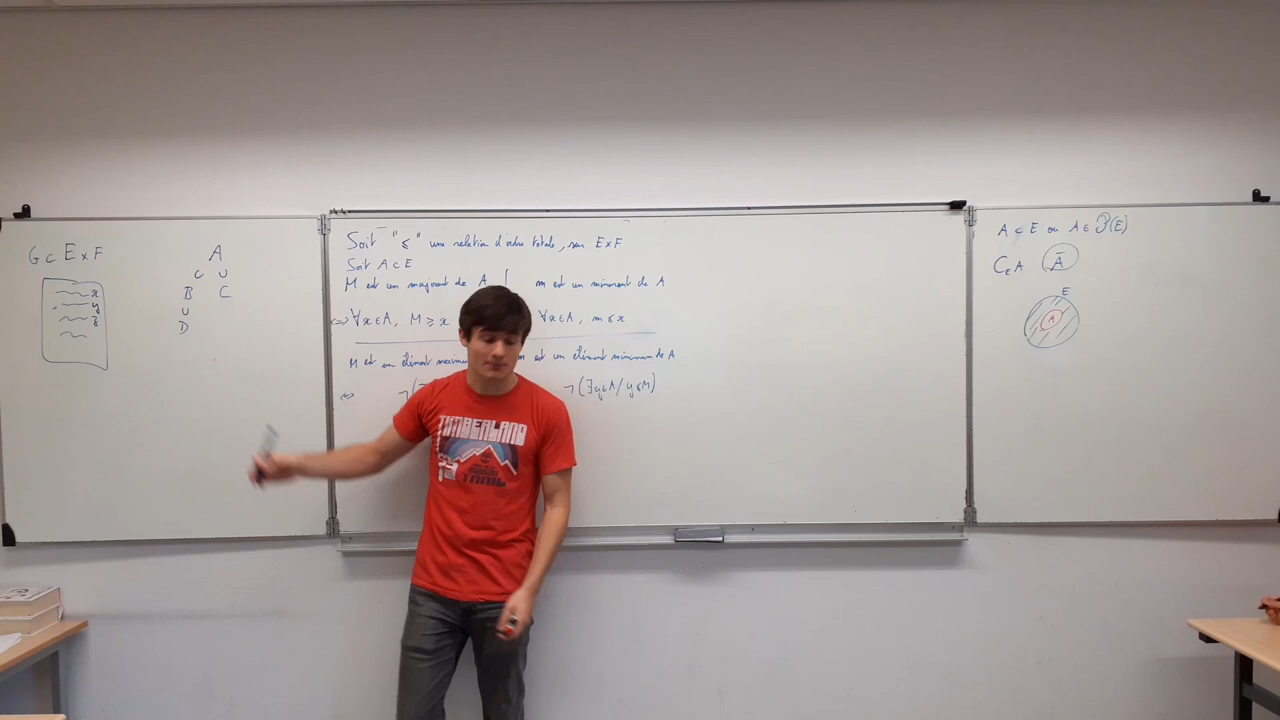 G ⊂ E x F
x
y
z
A
⊂ ∪
B C
∪
D
Soit "≤" une relation d'ordre totale, sur E x F
Soit A ⊂ E
M est un majorant de A | m est un minorant de A
⇔ ∀x∈A, M ≥ x ∀x∈A, m ≤ x
M est un élément m est un élément minimum de A
⇔ ¬(∃ ¬(∃y∈A / y ≤ M)
A ⊂ E ou A ∈ P(E)
C_E A Ā
E
A
TIMBERLAND
TRAIL